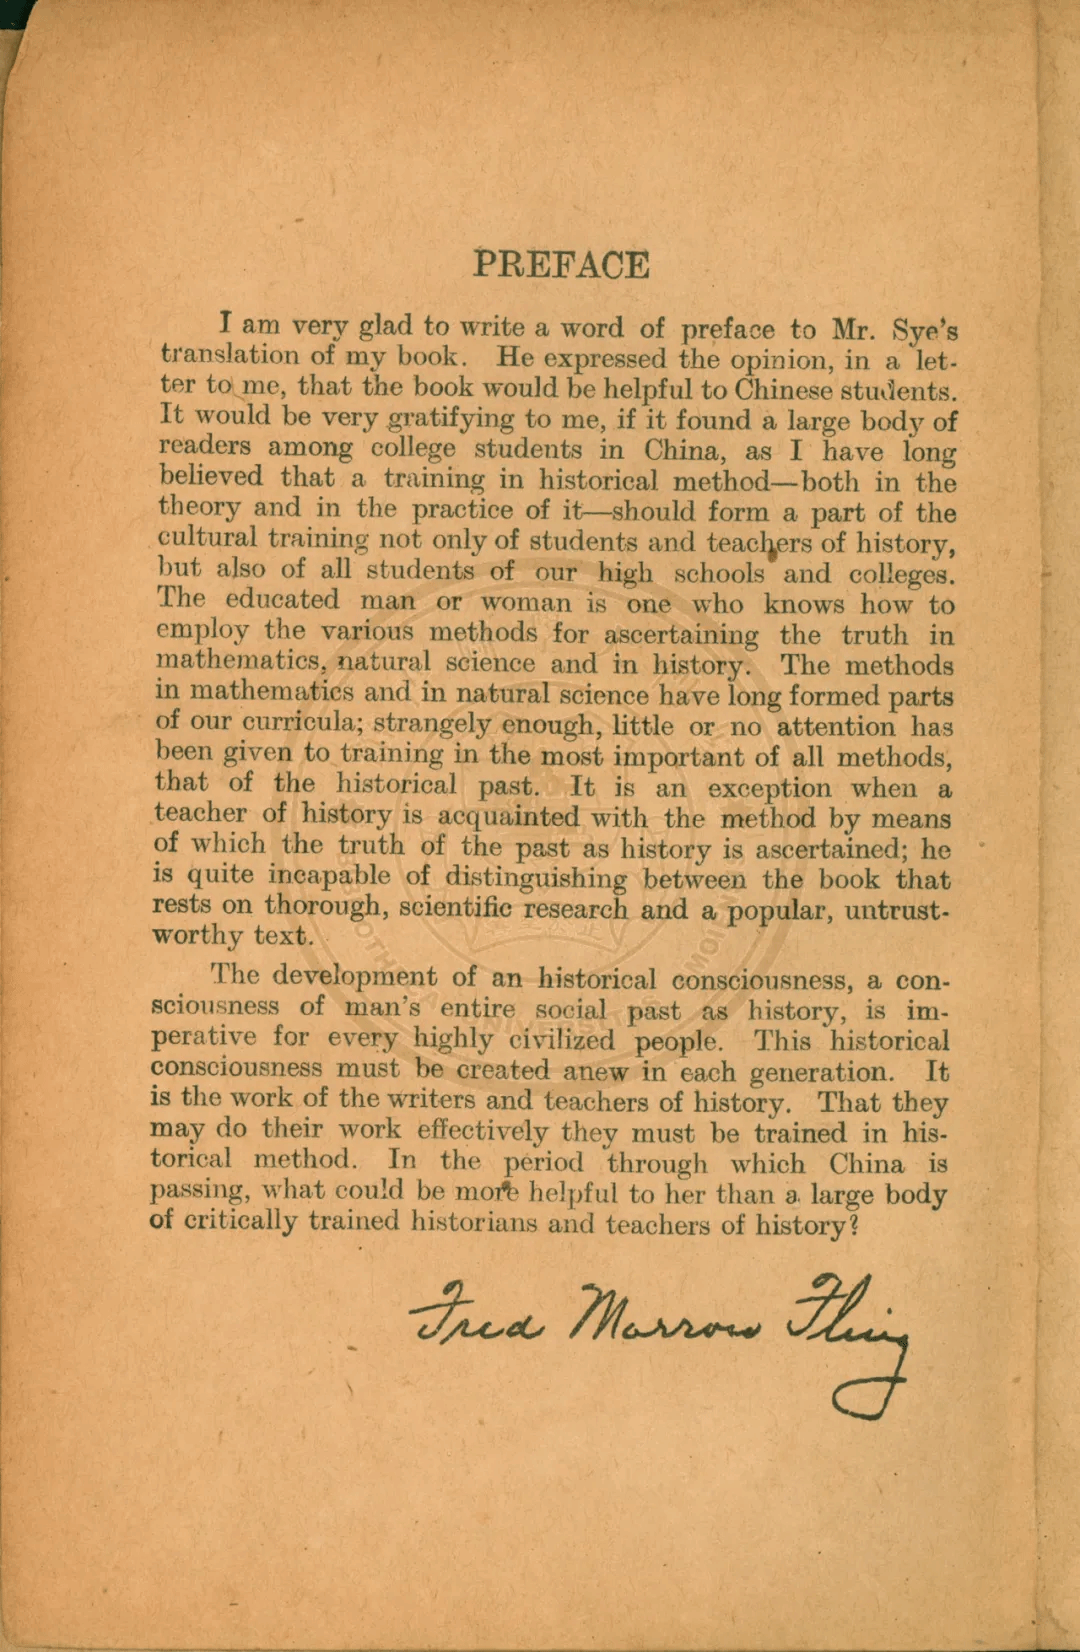 PREFACE
I am very glad to write a word of preface to Mr. Sye's
translation of my book. He expressed the opinion, in a let-
ter to me, that the book would be helpful to Chinese students.
It would be very gratifying to me, if it found a large body of
readers among college students in China, as I have long
believed that a training in historical method—both in the
theory and in the practice of it—should form a part of the
cultural training not only of students and teachers of history,
but also of all students of our high schools and colleges.
The educated man or woman is one who knows how to
employ the various methods for ascertaining the truth in
mathematics, natural science and in history. The methods
in mathematics and in natural science have long formed parts
of our curricula; strangely enough, little or no attention has
been given to training in the most important of all methods,
that of the historical past. It is an exception when a
teacher of history is acquainted with the method by means
of which the truth of the past as history is ascertained; he
is quite incapable of distinguishing between the book that
rests on thorough, scientific research and a popular, untrust-
worthy text.
The development of an historical consciousness, a con-
sciousness of man's entire social past as history, is im-
perative for every highly civilized people. This historical
consciousness must be created anew in each generation. It
is the work of the writers and teachers of history. That they
may do their work effectively they must be trained in his-
torical method. In the period through which China is
passing, what could be more helpful to her than a large body
of critically trained historians and teachers of history?
Fred Morrow Fling